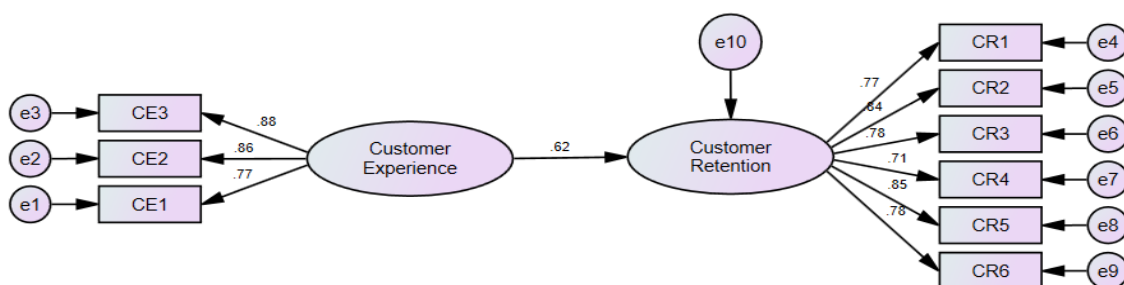 e10
CR1
e4
CR2
e5
CR3
e6
CR4
e7
CR5
e8
CR6
e9
.77
.84
.78
.71
.85
.78
Customer
Retention
.62
Customer
Experience
.88
.86
.77
e3
CE3
e2
CE2
e1
CE1